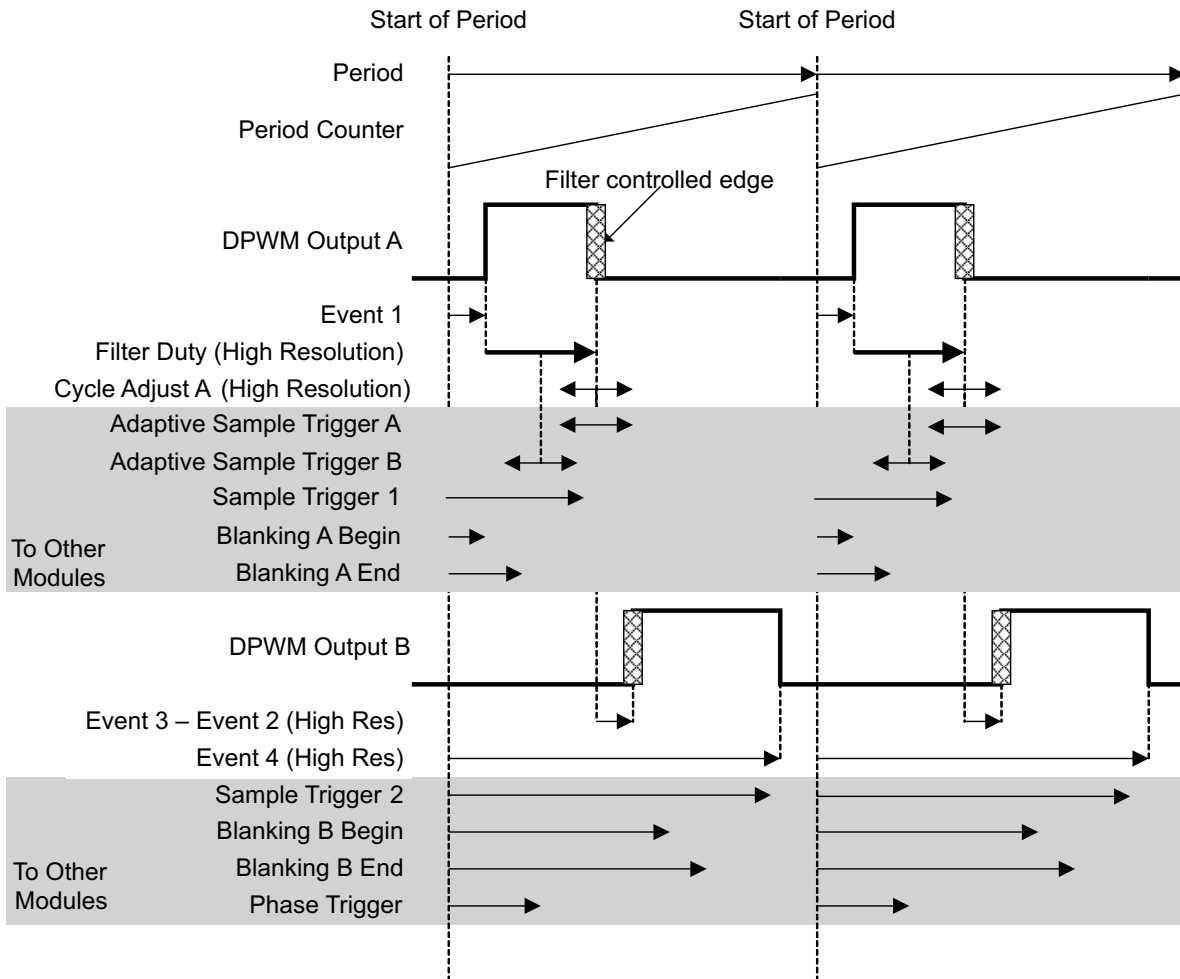 Start of Period
Start of Period
Period
Period Counter
Filter controlled edge
DPWM Output A
Event 1
Filter Duty (High Resolution)
Cycle Adjust A (High Resolution)
Adaptive Sample Trigger A
Adaptive Sample Trigger B
Sample Trigger 1
Blanking A Begin
To Other
Modules
Blanking A End
DPWM Output B
Event 3 – Event 2 (High Res)
Event 4 (High Res)
Sample Trigger 2
Blanking B Begin
Blanking B End
To Other
Modules
Phase Trigger